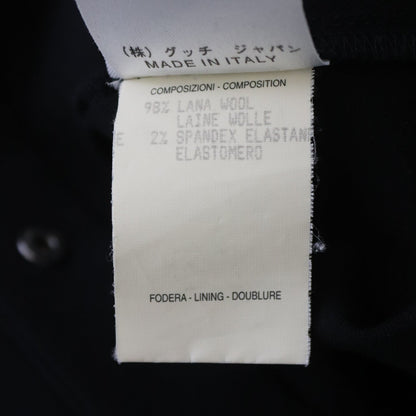 (株) グッチ ジャパン
MADE IN ITALY
COMPOSIZIONI - COMPOSITION
98% LANA WOOL
LAINE WOLLE
2% SPANDEX ELASTANE
ELASTOMERO
FODERA - LINING - DOUBLURE